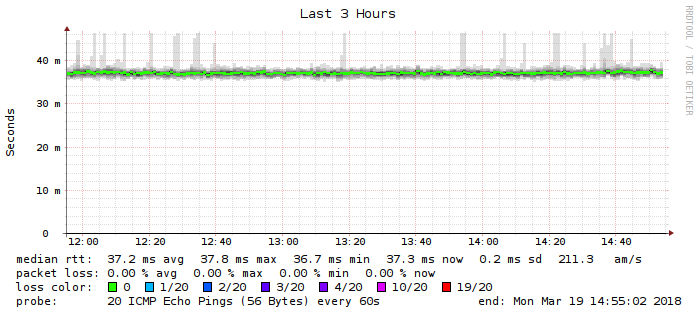 Last 3 Hours
RRDTOOL / TOBI OETIKER
Seconds
40 m
30 m
20 m
10 m
0
12:00 12:20 12:40 13:00 13:20 13:40 14:00 14:20 14:40
median rtt: 37.2 ms avg 37.8 ms max 36.7 ms min 37.3 ms now 0.2 ms sd 211.3 am/s
packet loss: 0.00 % avg 0.00 % max 0.00 % min 0.00 % now
loss color: 0 1/20 2/20 3/20 4/20 10/20 19/20
probe: 20 ICMP Echo Pings (56 Bytes) every 60s end: Mon Mar 19 14:55:02 2018